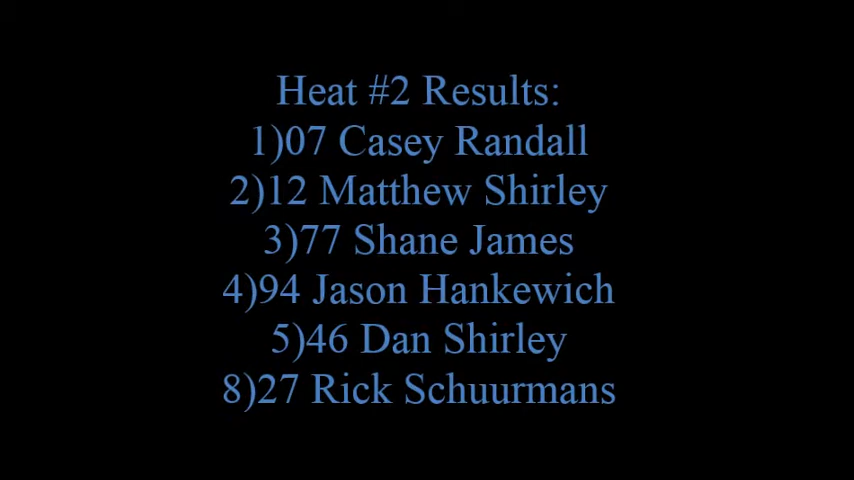 Heat #2 Results:
1)07 Casey Randall
2)12 Matthew Shirley
3)77 Shane James
4)94 Jason Hankewich
5)46 Dan Shirley
8)27 Rick Schuurmans